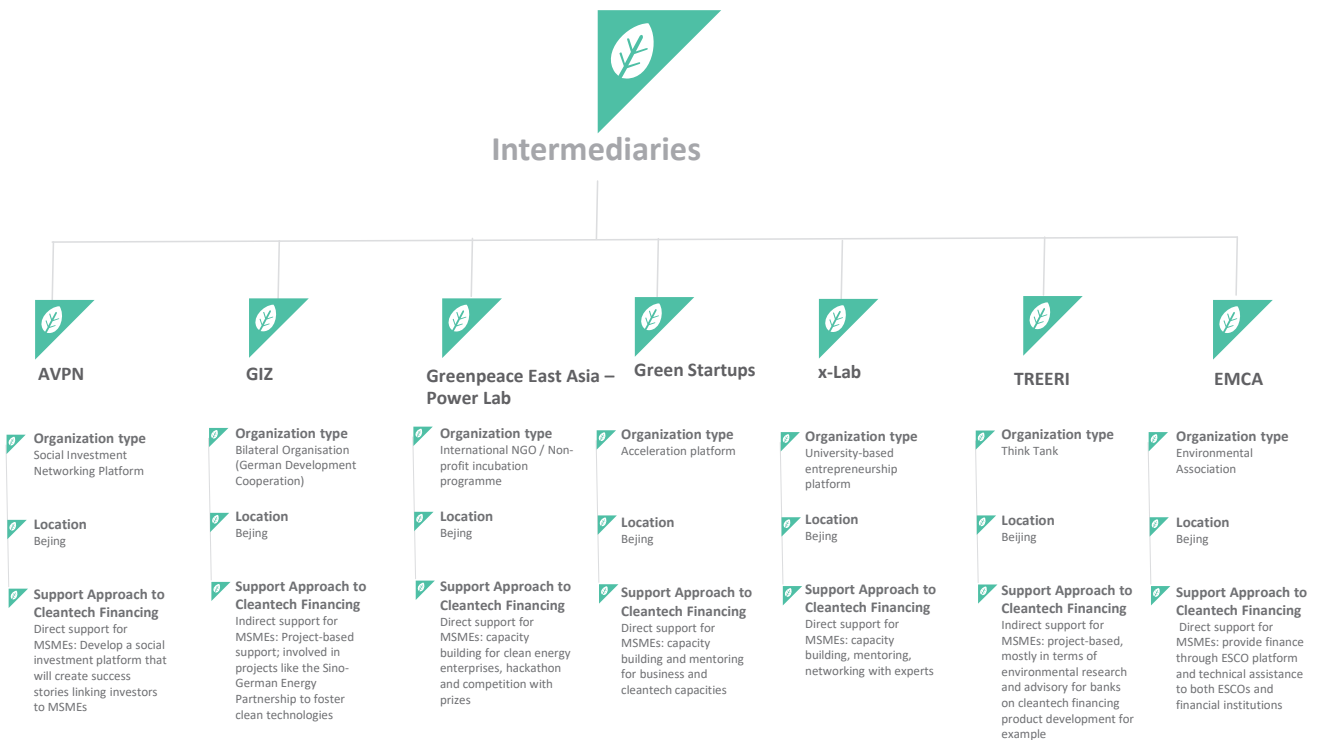 Intermediaries
AVPN
Organization type
Social Investment
Networking Platform
Location
Bejing
Support Approach to
Cleantech Financing
Direct support for
MSMEs: Develop a social
investment platform that
will create success
stories linking investors
to MSMEs
GIZ
Organization type
Bilateral Organisation
(German Development
Cooperation)
Location
Bejing
Support Approach to
Cleantech Financing
Indirect support for
MSMEs: Project-based
support; involved in
projects like the Sino-
German Energy
Partnership to foster
clean technologies
Greenpeace East Asia –
Power Lab
Organization type
International NGO / Non-
profit incubation
programme
Location
Bejing
Support Approach to
Cleantech Financing
Direct support for
MSMEs: capacity
building for clean energy
enterprises, hackathon
and competition with
prizes
Green Startups
Organization type
Acceleration platform
Location
Bejing
Support Approach to
Cleantech Financing
Direct support for
MSMEs: capacity
building and mentoring
for business and
cleantech capacities
x-Lab
Organization type
University-based
entrepreneurship
platform
Location
Bejing
Support Approach to
Cleantech Financing
Direct support for
MSMEs: capacity
building, mentoring,
networking with experts
TREERI
Organization type
Think Tank
Location
Beijing
Support Approach to
Cleantech Financing
Indirect support for
MSMEs: project-based,
mostly in terms of
environmental research
and advisory for banks
on cleantech financing
product development for
example
EMCA
Organization type
Environmental
Association
Location
Bejing
Support Approach to
Cleantech Financing
Direct support for
MSMEs: provide finance
through ESCO platform
and technical assistance
to both ESCOs and
financial institutions